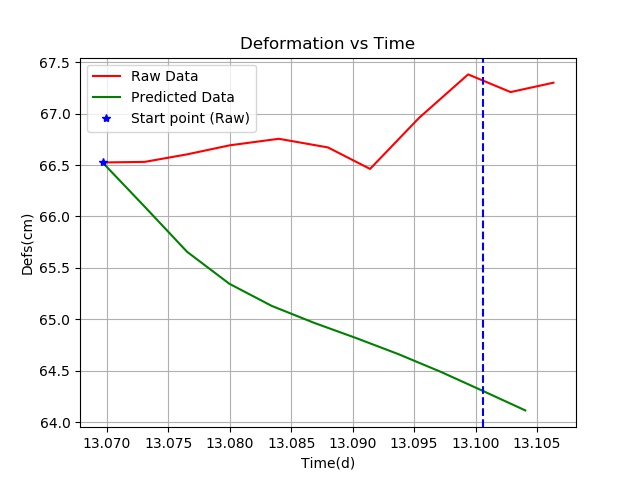 Deformation vs Time
Raw Data
Predicted Data
Start point (Raw)
67.5
67.0
66.5
66.0
65.5
65.0
64.5
64.0
Defs(cm)
13.070 13.075 13.080 13.085 13.090 13.095 13.100 13.105
Time(d)